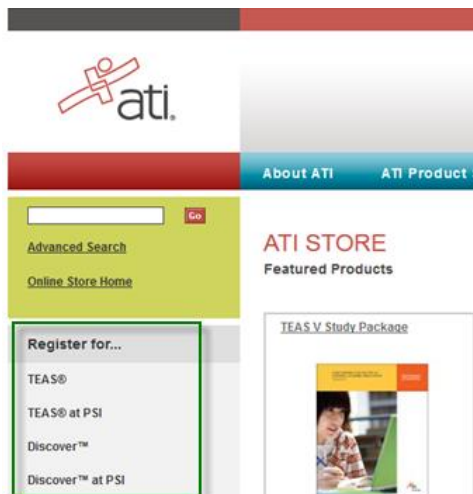 ati.
About ATI ATI Product
Go
Advanced Search
Online Store Home
ATI STORE
Featured Products
Register for...
TEAS®
TEAS® at PSI
Discover™
Discover™ at PSI
TEAS V Study Package